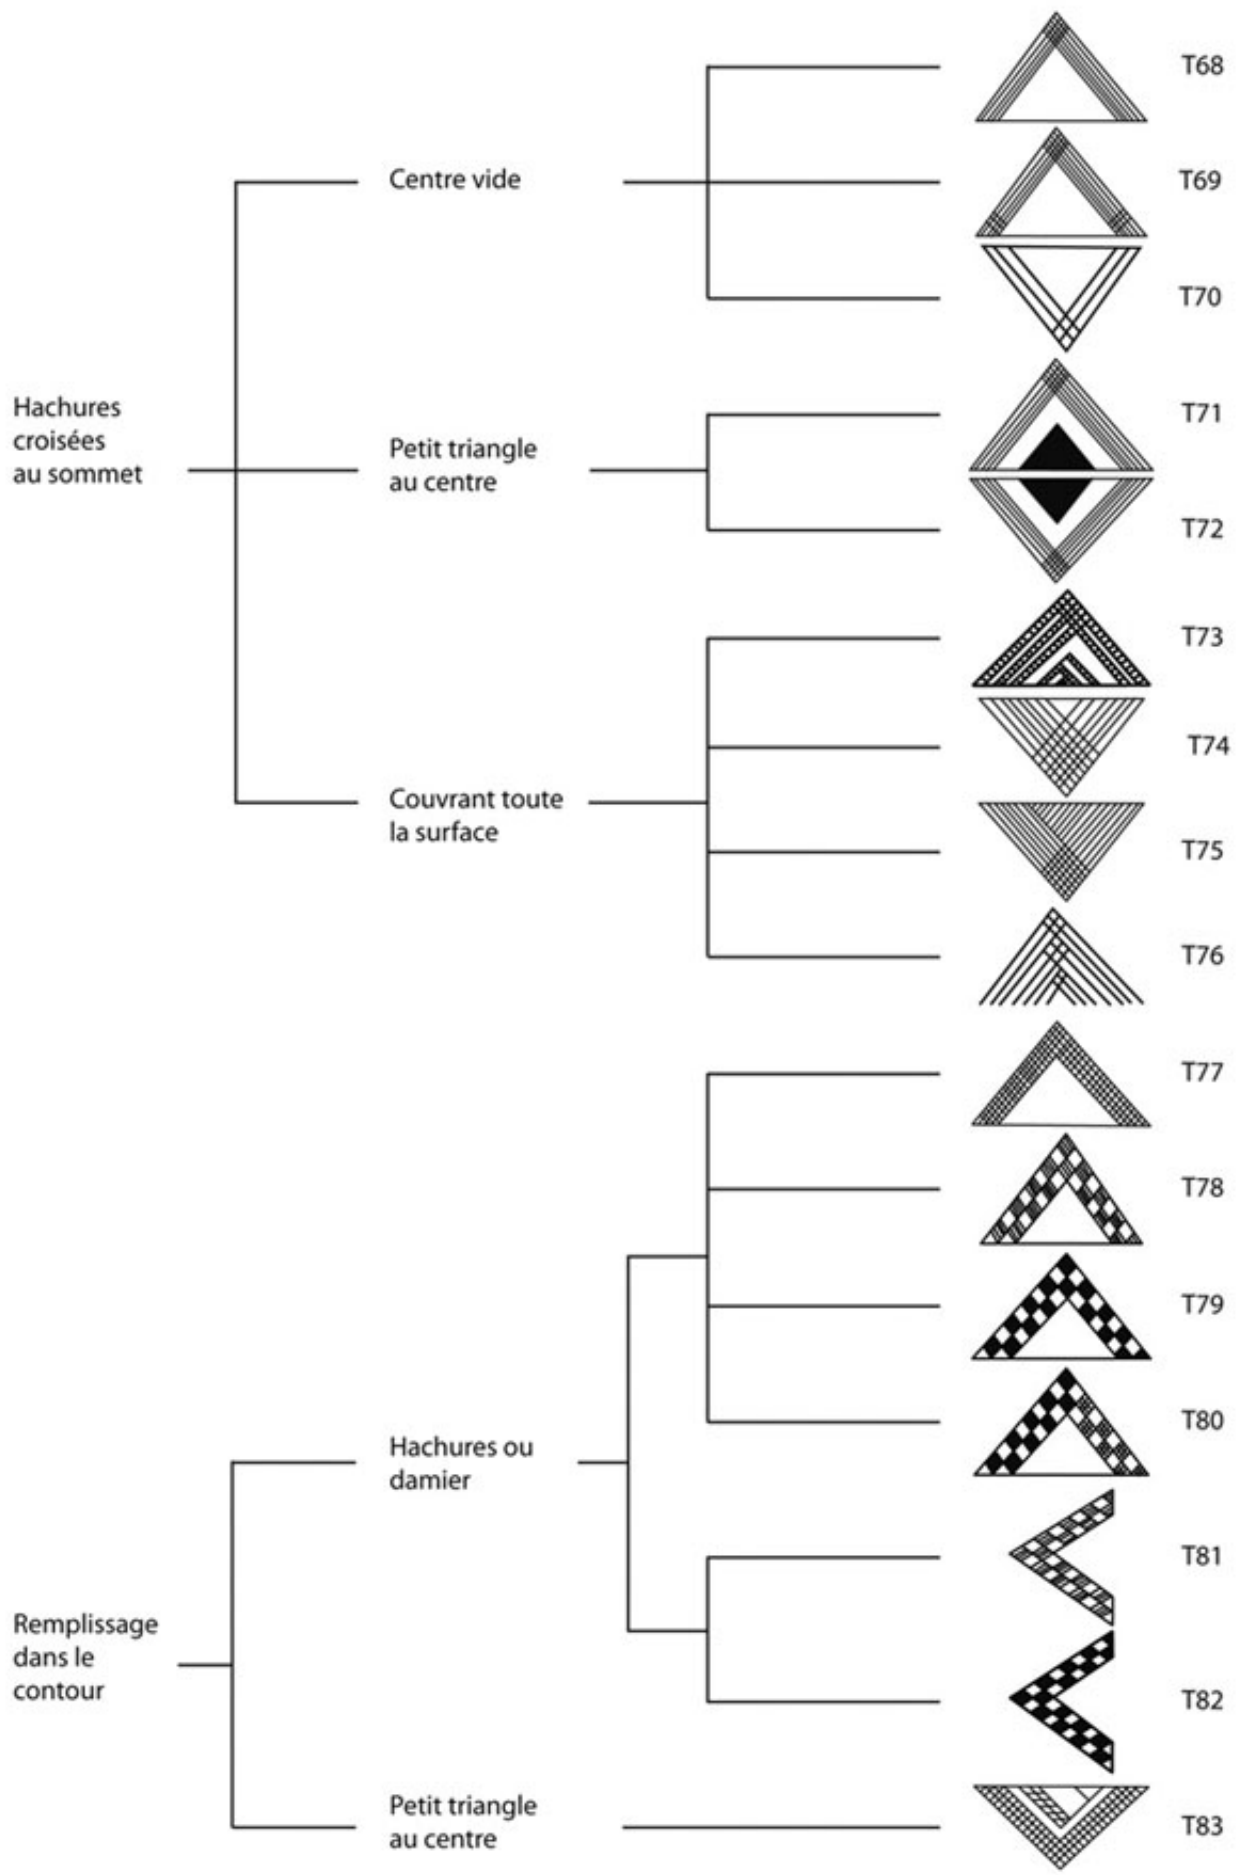 T68
Centre vide
T69
T70
Hachures
croisées
au sommet
Petit triangle
au centre
T71
T72
T73
T74
Couvrant toute
la surface
T75
T76
T77
T78
T79
T80
Hachures ou
damier
T81
Remplissage
dans le
contour
T82
Petit triangle
au centre
T83